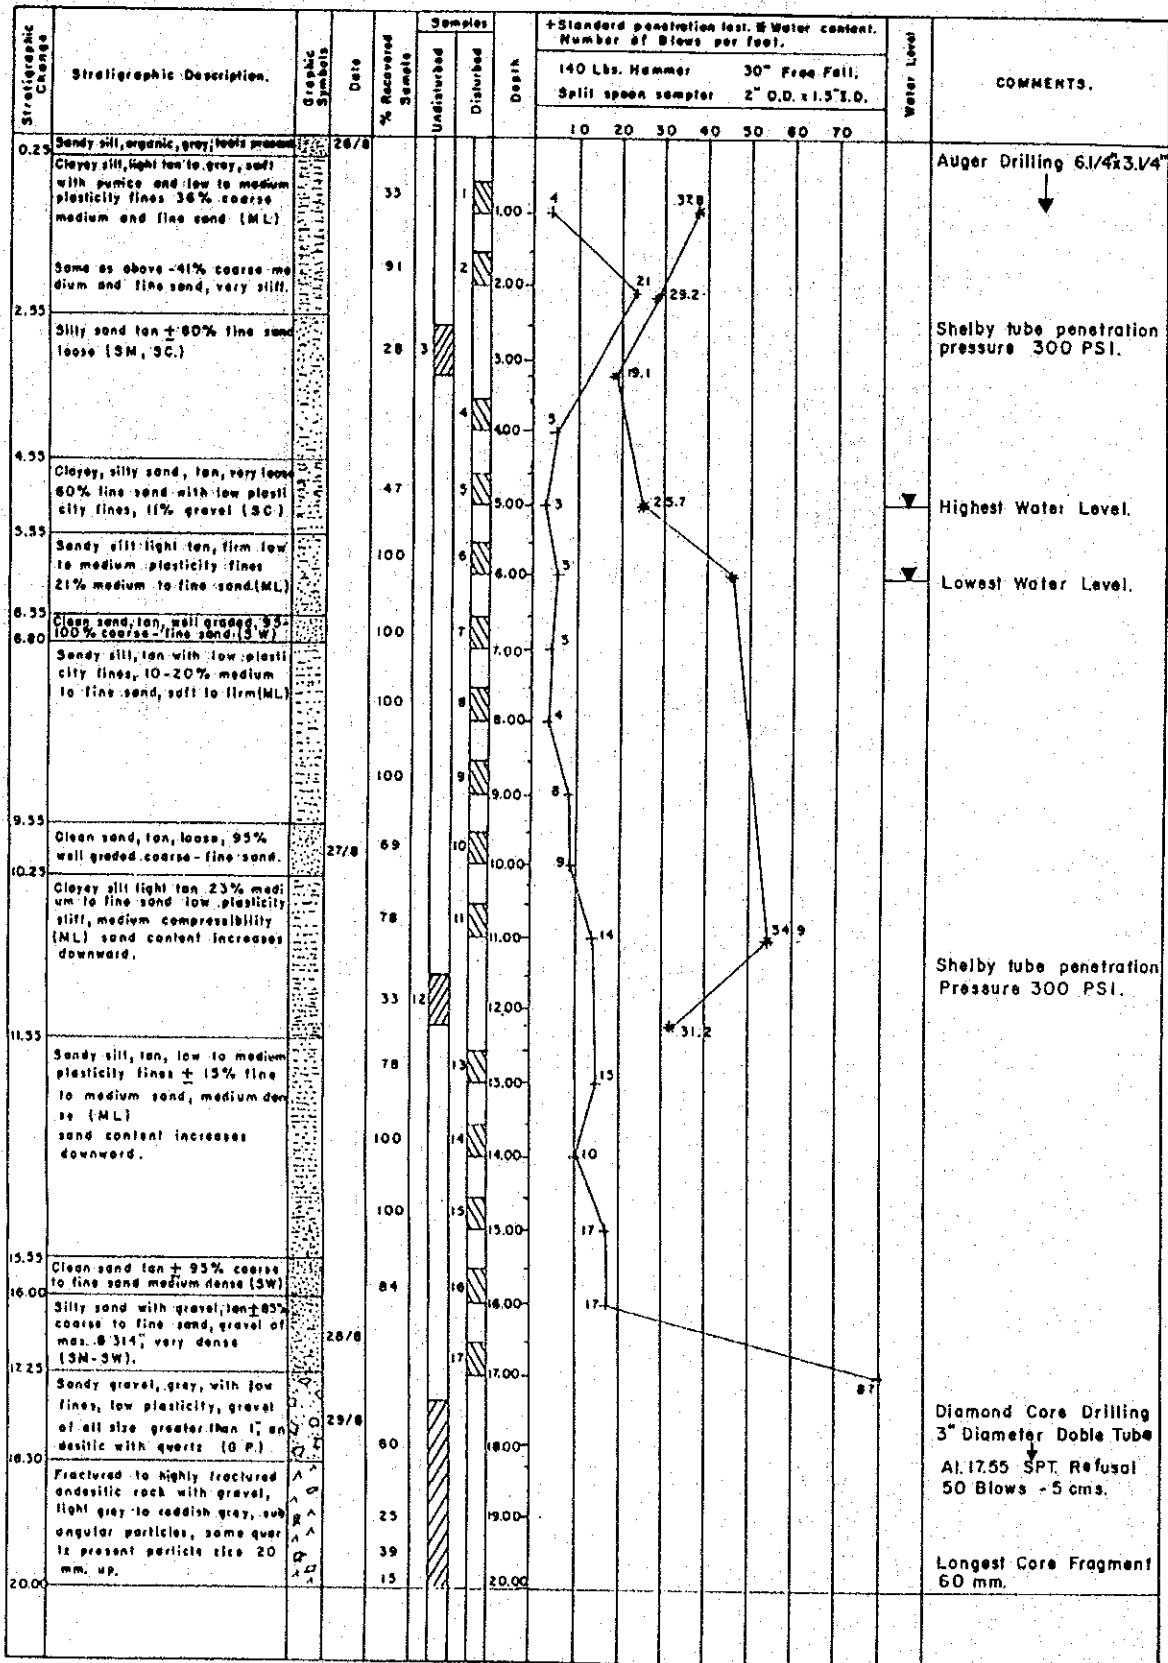 Stratigraphic Change
Stratigraphic Description.
Graphic Symbols
Date
% Recovered Sample
Samples
Undisturbed
Disturbed
Depth
+Standard penetration test. * Water content.
Number of Blows per foot.
140 Lbs. Hammer 30" Free Fall.
Split spoon sampler 2" O.D. x 1.5" I.D.
10 20 30 40 50 60 70
Water Level
COMMENTS.
Sandy silt, organic, gray, roots present
26/8
0.25
Clayey silt, light tan to gray, soft
with pumice and low to medium
plasticity fines 36% coarse
medium and fine sand (ML)
33
1
1.00
4
37.8
Auger Drilling 6.1/4"x3.1/4"
Same as above -41% coarse me
dium and fine sand, very stiff.
91
2
2.00
21
29.2
2.55
Silty sand tan ± 60% fine sand
loose (SM, SC.)
28
3
3.00
19.1
Shelby tube penetration
pressure 300 PSI.
4
4.00
5
4.55
Clayey, silty sand, tan, very loose
60% fine sand with low plasti
city fines, 11% gravel (SC)
47
5
5.00
3
25.7
Highest Water Level.
5.55
Sandy silt light tan, firm low
to medium plasticity fines
21% medium to fine sand.(ML)
100
6
6.00
5
Lowest Water Level.
6.55
Clean sand, tan, well graded, 95-
100% coarse-fine sand.(SW)
6.80
100
7
7.00
5
Sandy silt, tan with low plasti
city fines, 10-20% medium
to fine sand, soft to firm(ML)
100
8
8.00
4
100
9
9.00
8
9.55
Clean sand, tan, loose, 95%
well graded coarse-fine sand.
27/8
69
10
10.00
9
10.25
Clayey silt light tan 23% medi
um to fine sand low plasticity
stiff, medium compressibility
(ML) sand content increases
downward.
78
11
11.00
14
54.9
33
12
12.00
31.2
Shelby tube penetration
Pressure 300 PSI.
11.55
Sandy silt, tan, low to medium
plasticity fines ± 15% fine
to medium sand, medium den
se (ML)
sand content increases
downward.
78
13
13.00
15
100
14
14.00
10
100
15
15.00
17
15.55
Clean sand tan ± 95% coarse
to fine sand medium dense (SW)
84
16
16.00
16.00
17
Silty sand with gravel, tan ± 85%
coarse to fine sand, gravel of
max. ø 3/4", very dense
(SM-SW).
28/8
17
17.00
87
17.25
Sandy gravel, gray, with low
fines, low plasticity, gravel
of all size greater than 1", an
desitic with quartz (G P.)
29/8
60
18.00
Diamond Core Drilling
3" Diameter Doble Tube
At. 17.55 SPT. Refusal
50 Blows - 5 cms.
18.30
Fractured to highly fractured
andesitic rock with gravel,
light grey to reddish gray, sub
angular particles, some quar
tz present particle size 20
mm. up.
25
19.00
39
15
20.00
20.00
Longest Core Fragment
60 mm.